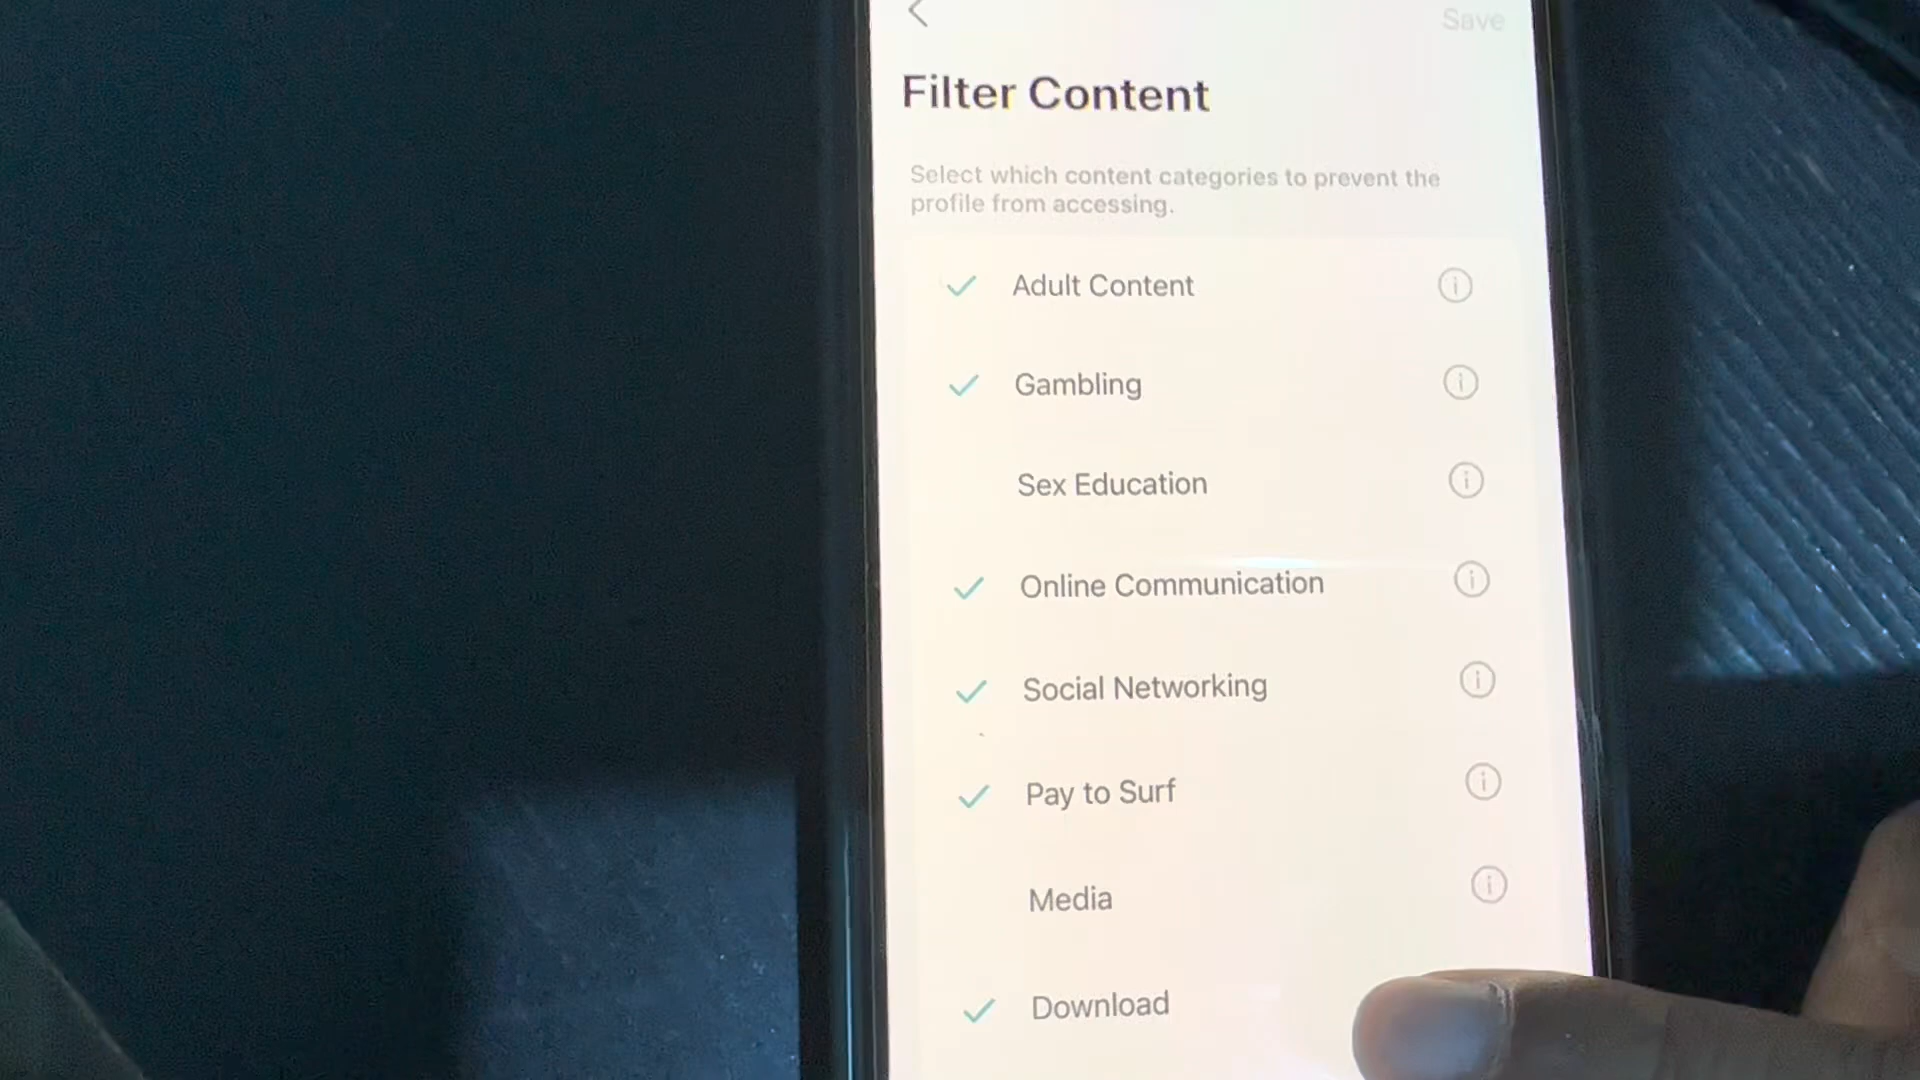 Save
Filter Content
Select which content categories to prevent the
profile from accessing.
Adult Content
Gambling
Sex Education
Online Communication
Social Networking
Pay to Surf
Media
Download